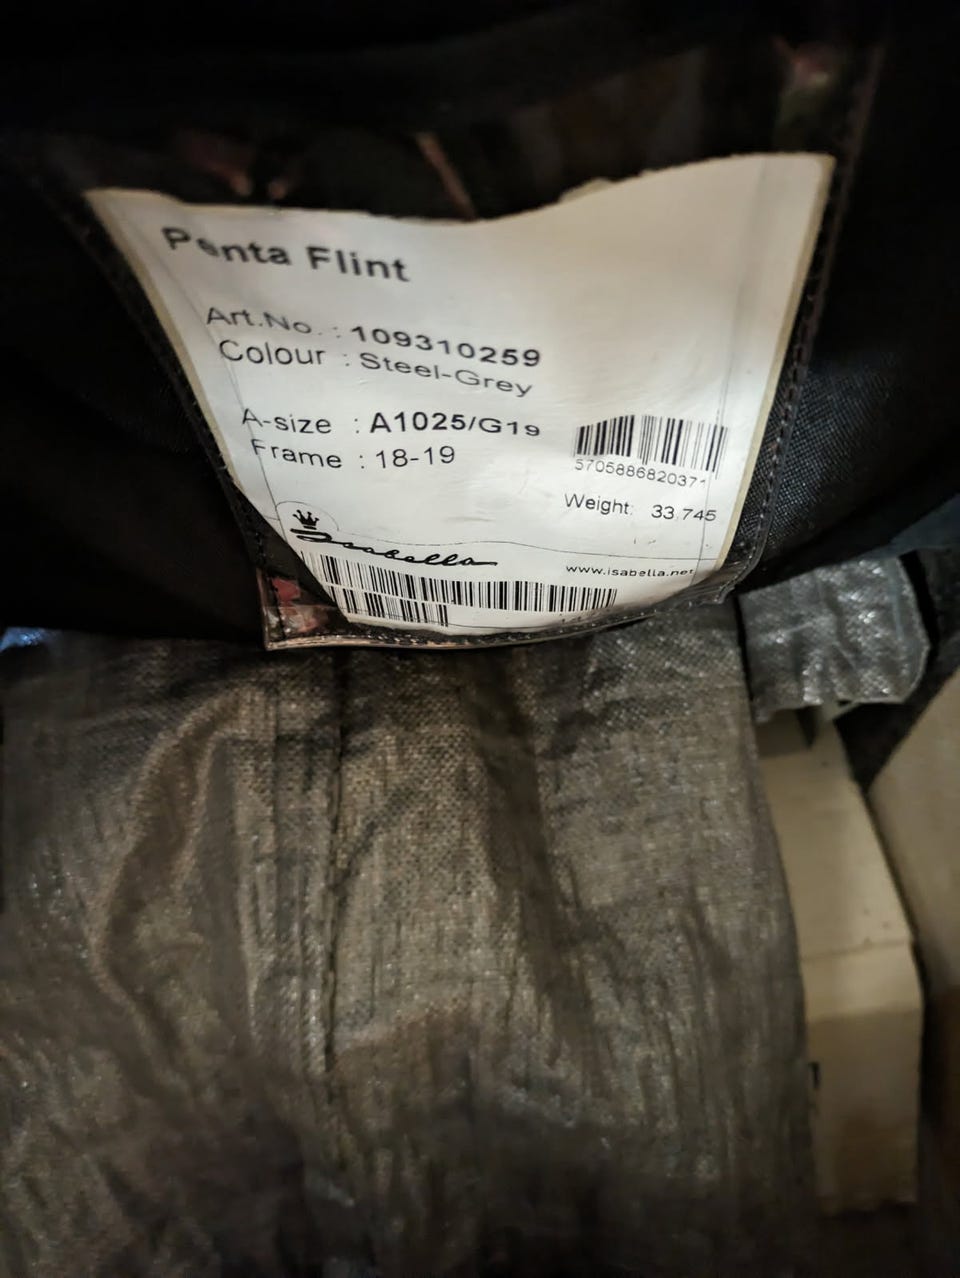 Penta Flint
Art.No. : 109310259
Colour : Steel-Grey
A-size : A1025/G19
Frame : 18-19
5705886820371
Weight: 33.745
Isabella
www.isabella.net